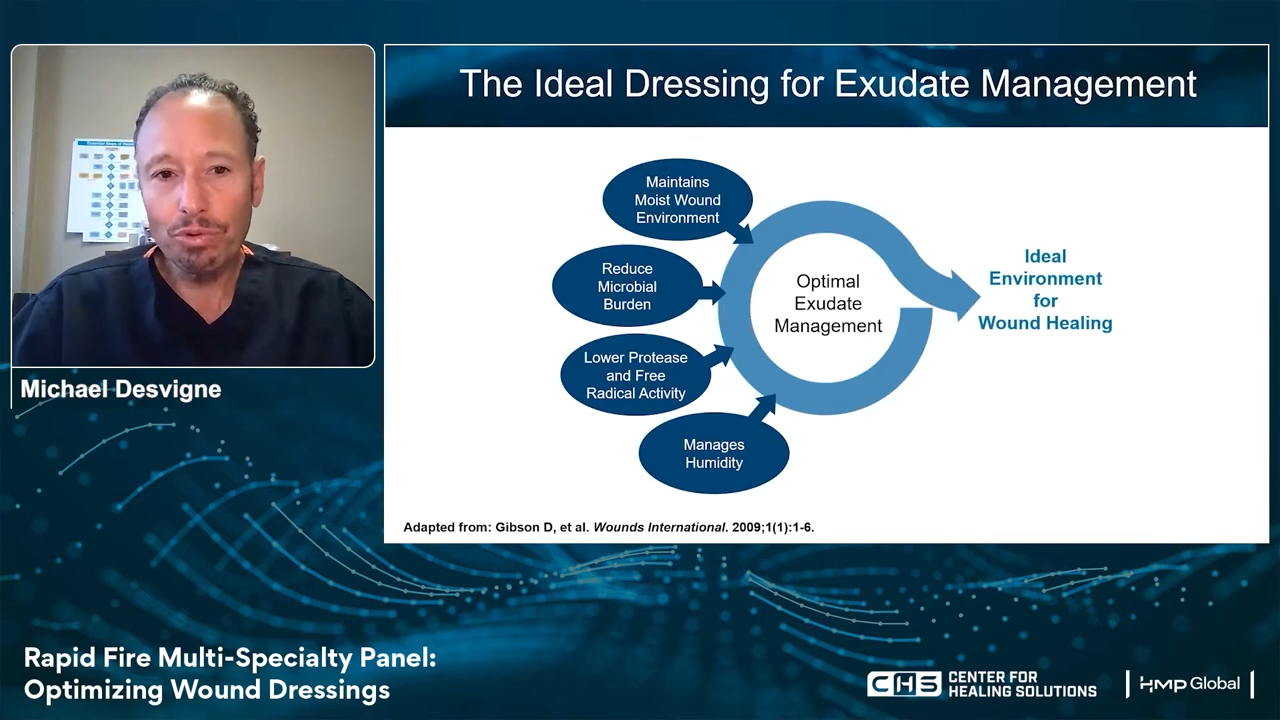 The Ideal Dressing for Exudate Management
Maintains
Moist Wound
Environment
Reduce
Microbial
Burden
Lower Protease
and Free
Radical Activity
Manages
Humidity
Optimal
Exudate
Management
Ideal
Environment
for
Wound Healing
Adapted from: Gibson D, et al. Wounds International. 2009;1(1):1-6.
Michael Desvigne
Rapid Fire Multi-Specialty Panel:
Optimizing Wound Dressings
CHS
CENTER FOR
HEALING SOLUTIONS
HMP Global